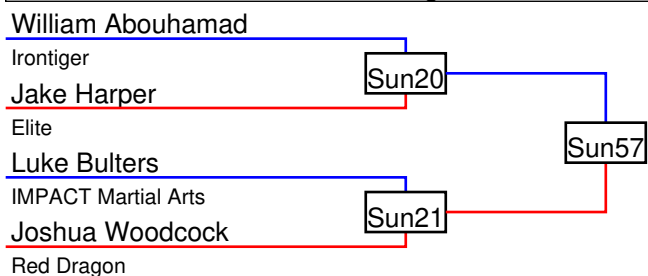 William Abouhamad
Irontiger
Sun20
Jake Harper
Elite
Sun57
Luke Bulters
IMPACT Martial Arts
Sun21
Joshua Woodcock
Red Dragon